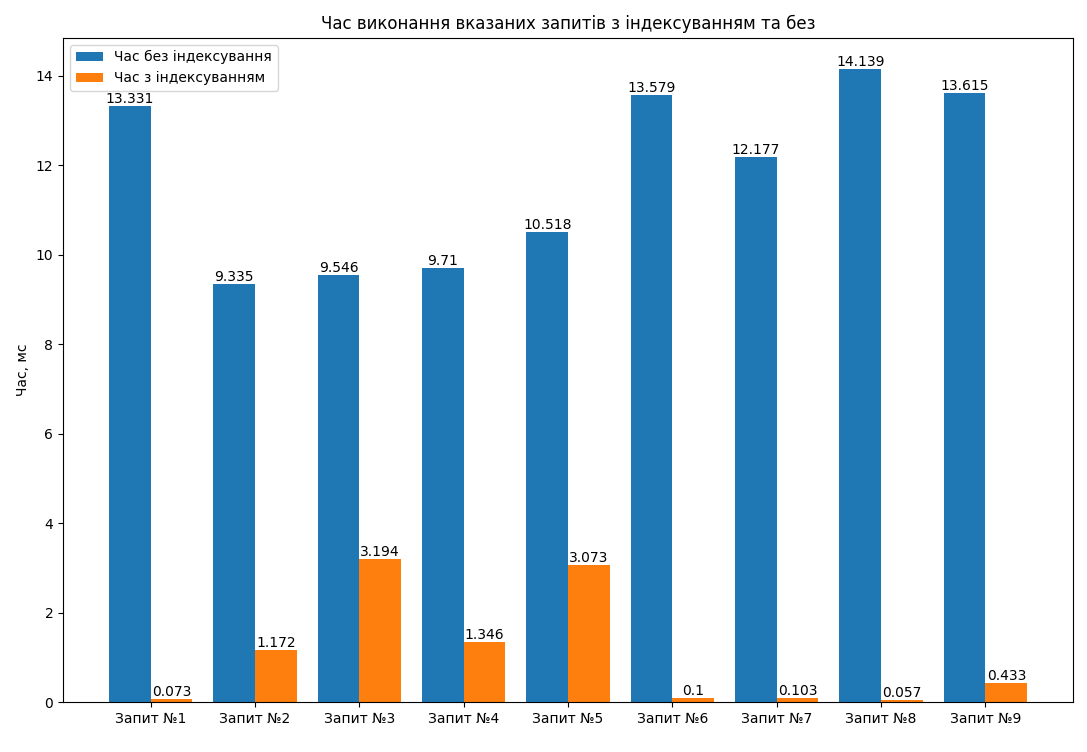 Час виконання вказаних запитів з індексуванням та без
Час без індексування
Час з індексуванням
Час, мс
14
12
10
8
6
4
2
0
13.331
0.073
9.335
1.172
9.546
3.194
9.71
1.346
10.518
3.073
13.579
0.1
12.177
0.103
14.139
0.057
13.615
0.433
Запит №1
Запит №2
Запит №3
Запит №4
Запит №5
Запит №6
Запит №7
Запит №8
Запит №9